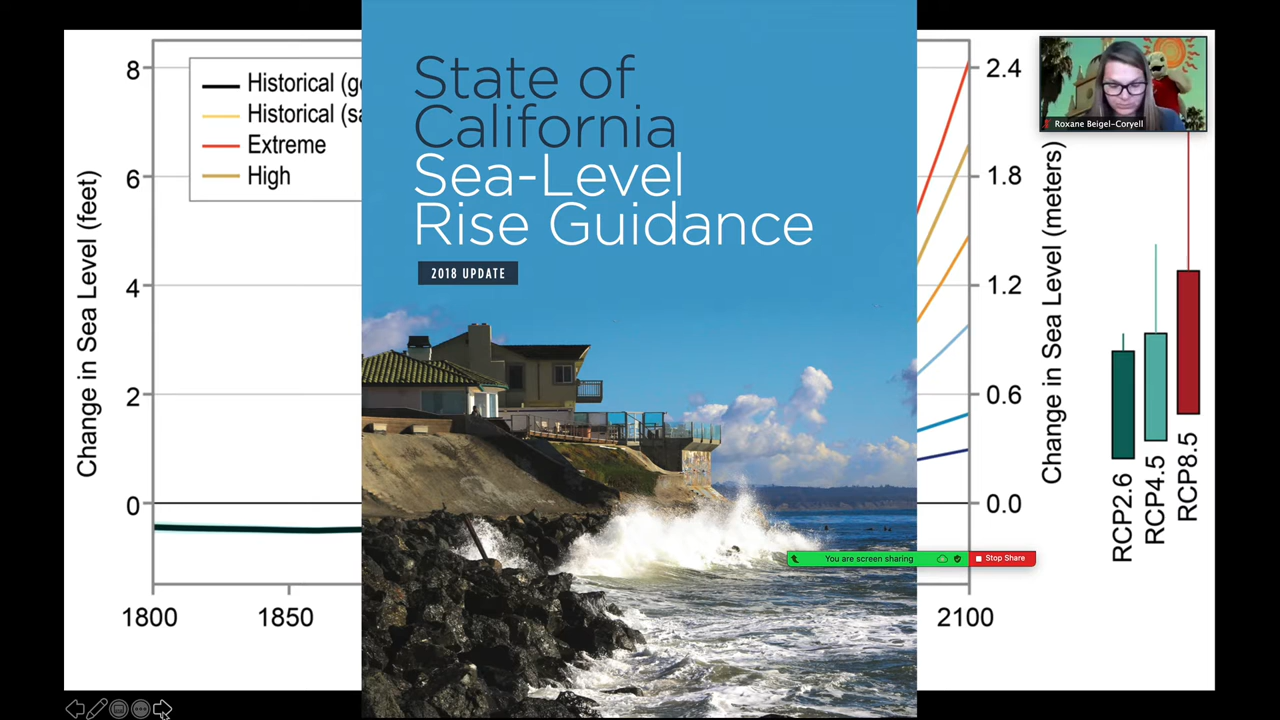 State of
California
Sea-Level
Rise Guidance
2018 UPDATE
Historical (g
Historical (s
Extreme
High
Change in Sea Level (feet)
8
6
4
2
0
1800
1850
2100
2.4
1.8
1.2
0.6
0.0
Change in Sea Level (meters)
RCP2.6
RCP4.5
RCP8.5
Roxane Beigel-Coryell
You are screen sharing
Stop Share